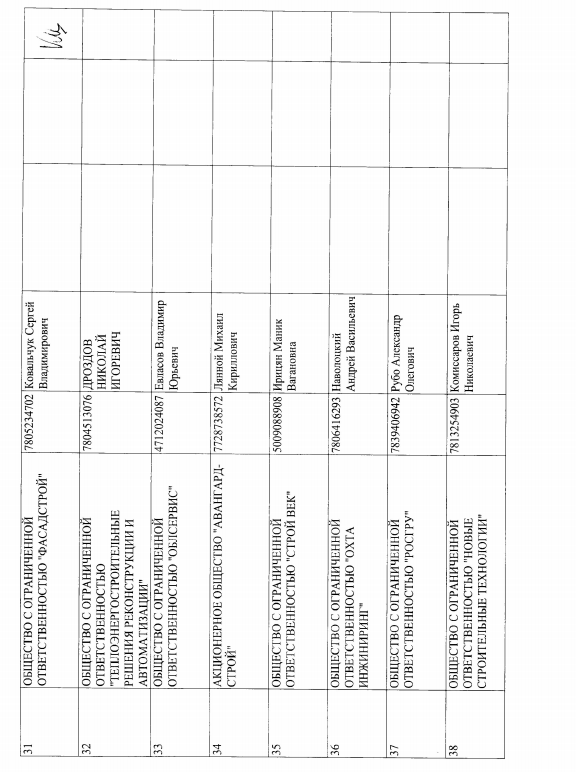 31
ОБЩЕСТВО С ОГРАНИЧЕННОЙ
ОТВЕТСТВЕННОСТЬЮ "ФАСАДСТРОЙ"
7805234702
Ковальчук Сергей
Владимирович
32
ОБЩЕСТВО С ОГРАНИЧЕННОЙ
ОТВЕТСТВЕННОСТЬЮ
"ТЕПЛОЭНЕРГОСТРОИТЕЛЬНЫЕ
РЕШЕНИЯ РЕКОНСТРУКЦИИ И
АВТОМАТИЗАЦИИ"
7804513076
ДРОЗДОВ
НИКОЛАЙ
ИГОРЕВИЧ
33
ОБЩЕСТВО С ОГРАНИЧЕННОЙ
ОТВЕТСТВЕННОСТЬЮ "ОБЛСЕРВИС"
4712024087
Евласов Владимир
Юрьевич
34
АКЦИОНЕРНОЕ ОБЩЕСТВО "АВАНГАРД-
СТРОЙ"
7728738572
Лянной Михаил
Кириллович
35
ОБЩЕСТВО С ОГРАНИЧЕННОЙ
ОТВЕТСТВЕННОСТЬЮ "СТРОЙ ВЕК"
5009088908
Ирицян Маник
Вагановна
36
ОБЩЕСТВО С ОГРАНИЧЕННОЙ
ОТВЕТСТВЕННОСТЬЮ "ОХТА
ИНЖИНИРИНГ"
7806416293
Наволоцкий
Андрей Васильевич
37
ОБЩЕСТВО С ОГРАНИЧЕННОЙ
ОТВЕТСТВЕННОСТЬЮ "РОСТРУ"
7839406942
Рубо Александр
Олегович
38
ОБЩЕСТВО С ОГРАНИЧЕННОЙ
ОТВЕТСТВЕННОСТЬЮ "НОВЫЕ
СТРОИТЕЛЬНЫЕ ТЕХНОЛОГИИ"
7813254903
Комиссаров Игорь
Николаевич